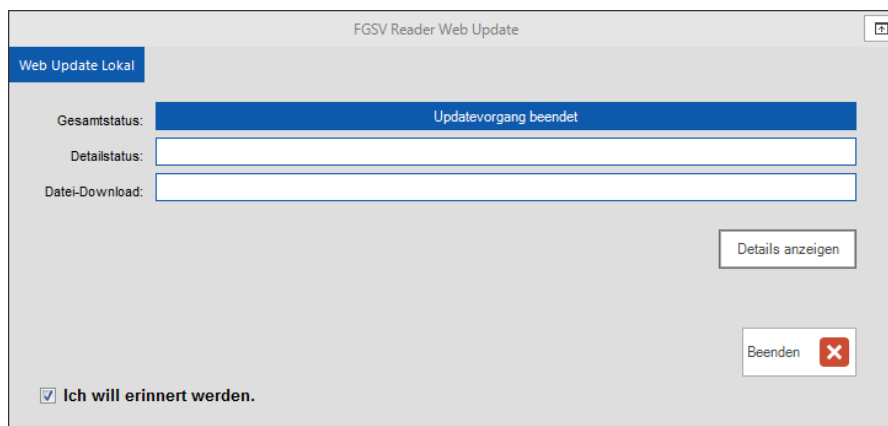 FGSV Reader Web Update
Web Update Lokal
Gesamtstatus: Updatevorgang beendet
Detailstatus:
Datei-Download:
Details anzeigen
Beenden
Ich will erinnert werden.